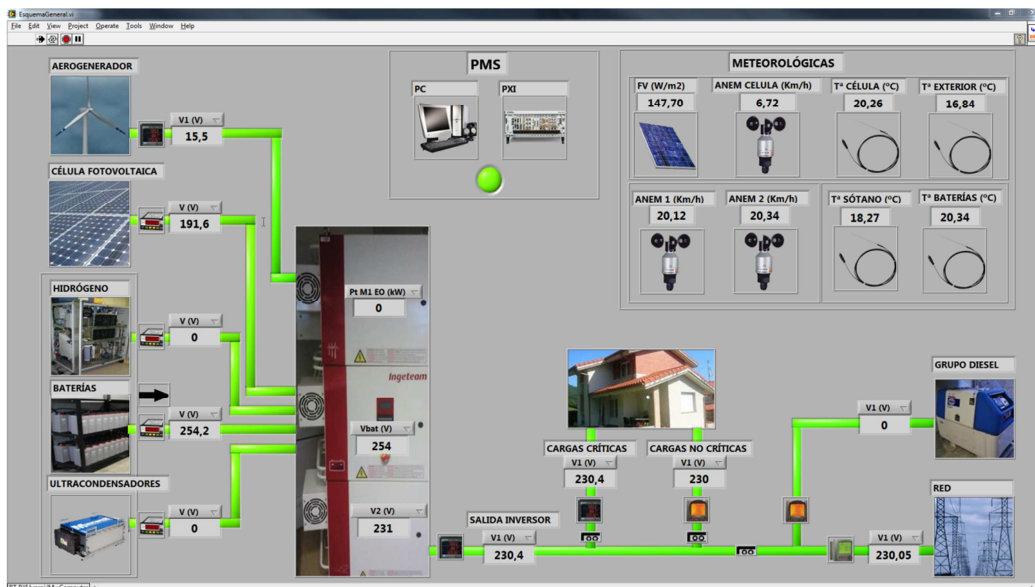 EsquemaGeneral.vi
File Edit View Project Operate Tools Window Help
AEROGENERADOR
V1 (V)
15,5
CÉLULA FOTOVOLTAICA
V (V)
191,6
HIDRÓGENO
V (V)
0
BATERÍAS
V (V)
254,2
ULTRACONDENSADORES
V (V)
0
PMS
PC
PXI
METEOROLÓGICAS
FV (W/m2)
147,70
ANEM CELULA (Km/h)
6,72
Tª CÉLULA (ºC)
20,26
Tª EXTERIOR (ºC)
16,84
ANEM 1 (Km/h)
20,12
ANEM 2 (Km/h)
20,34
Tª SÓTANO (ºC)
18,27
Tª BATERÍAS (ºC)
20,34
Pt M1 EO (kW)
0
Ingeteam
Vbat (V)
254
V2 (V)
231
SALIDA INVERSOR
V1 (V)
230,4
CARGAS CRÍTICAS
V1 (V)
230,4
CARGAS NO CRÍTICAS
V1 (V)
230
GRUPO DIESEL
V1 (V)
0
RED
V1 (V)
230,05